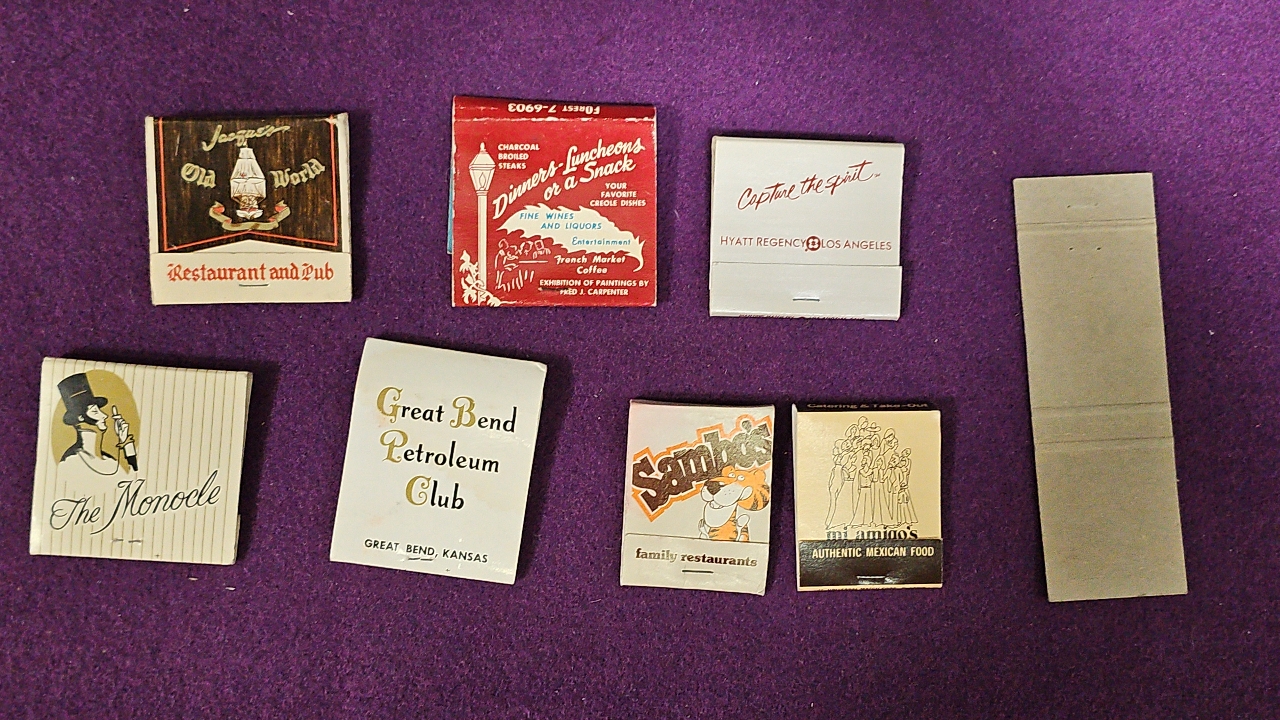 Jacques
Old World
Restaurant and Pub
FOREST 7-6903
CHARCOAL
BROILED
STEAKS
Dinners-Luncheons
or a Snack
YOUR
FAVORITE
CREOLE DISHES
FINE WINES
AND LIQUORS
Entertainment
French Market
Coffee
EXHIBITION OF PAINTINGS BY
FRED J. CARPENTER
Capture the Spirit℠
HYATT REGENCY LOS ANGELES
The Monocle
Great Bend
Petroleum
Club
GREAT BEND, KANSAS
Sambo's
family restaurants
Catering & Take-Out
mi amigo's
AUTHENTIC MEXICAN FOOD